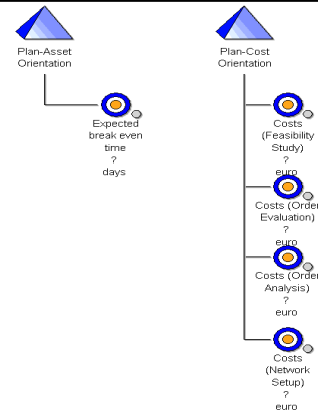 Plan-Asset
Orientation
Expected
break even
time
?
days
Plan-Cost
Orientation
Costs
(Feasibility
Study)
?
euro
Costs (Order
Evaluation)
?
euro
Costs (Order
Analysis)
?
euro
Costs
(Network
Setup)
?
euro